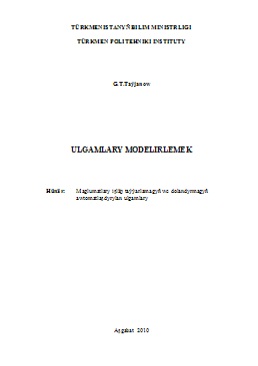 TÜRKMENISTANYŇ BILIM MINISTRLIGI
TÜRKMEN POLITEHNIKI INSTITUTY
G.T.Taýjanow
ULGAMLARY MODELIRLEMEK
Hünär: Maglumatlary işläp taýýarlamagyň we dolandyrmagyň
awtomatlaşdyrylan ulgamlary
Aşgabat 2010